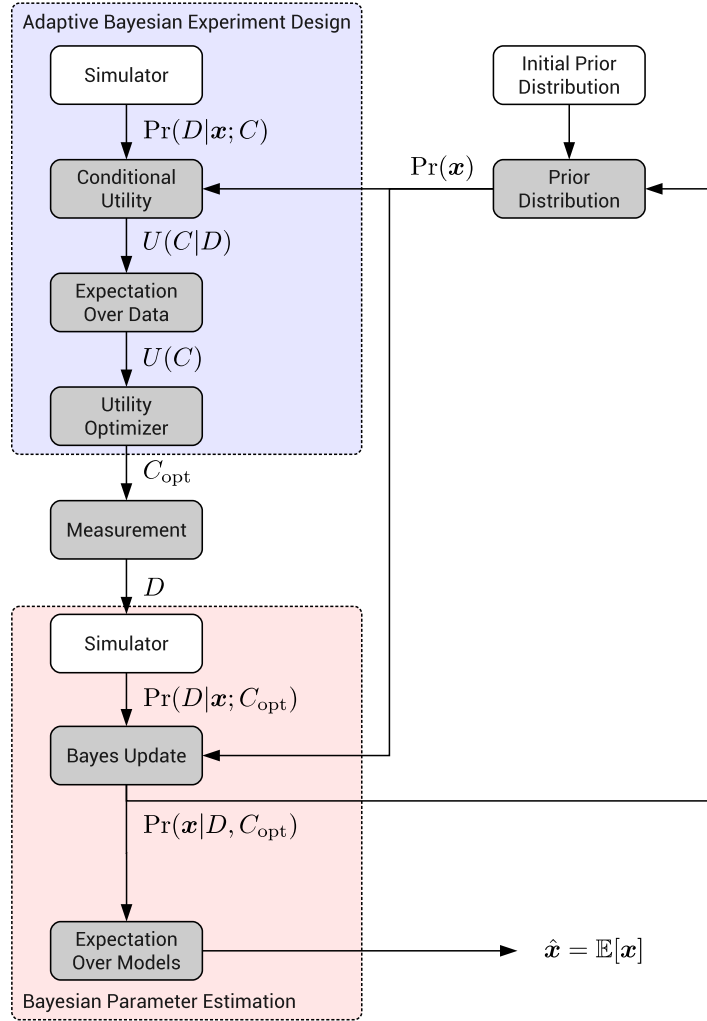 Adaptive Bayesian Experiment Design
Simulator
Initial Prior
Distribution
Pr(D|x; C)
Conditional
Utility
Pr(x)
Prior
Distribution
U(C|D)
Expectation
Over Data
U(C)
Utility
Optimizer
C_opt
Measurement
D
Simulator
Pr(D|x; C_opt)
Bayes Update
Pr(x|D, C_opt)
Expectation
Over Models
x̂ = 𝔼[x]
Bayesian Parameter Estimation